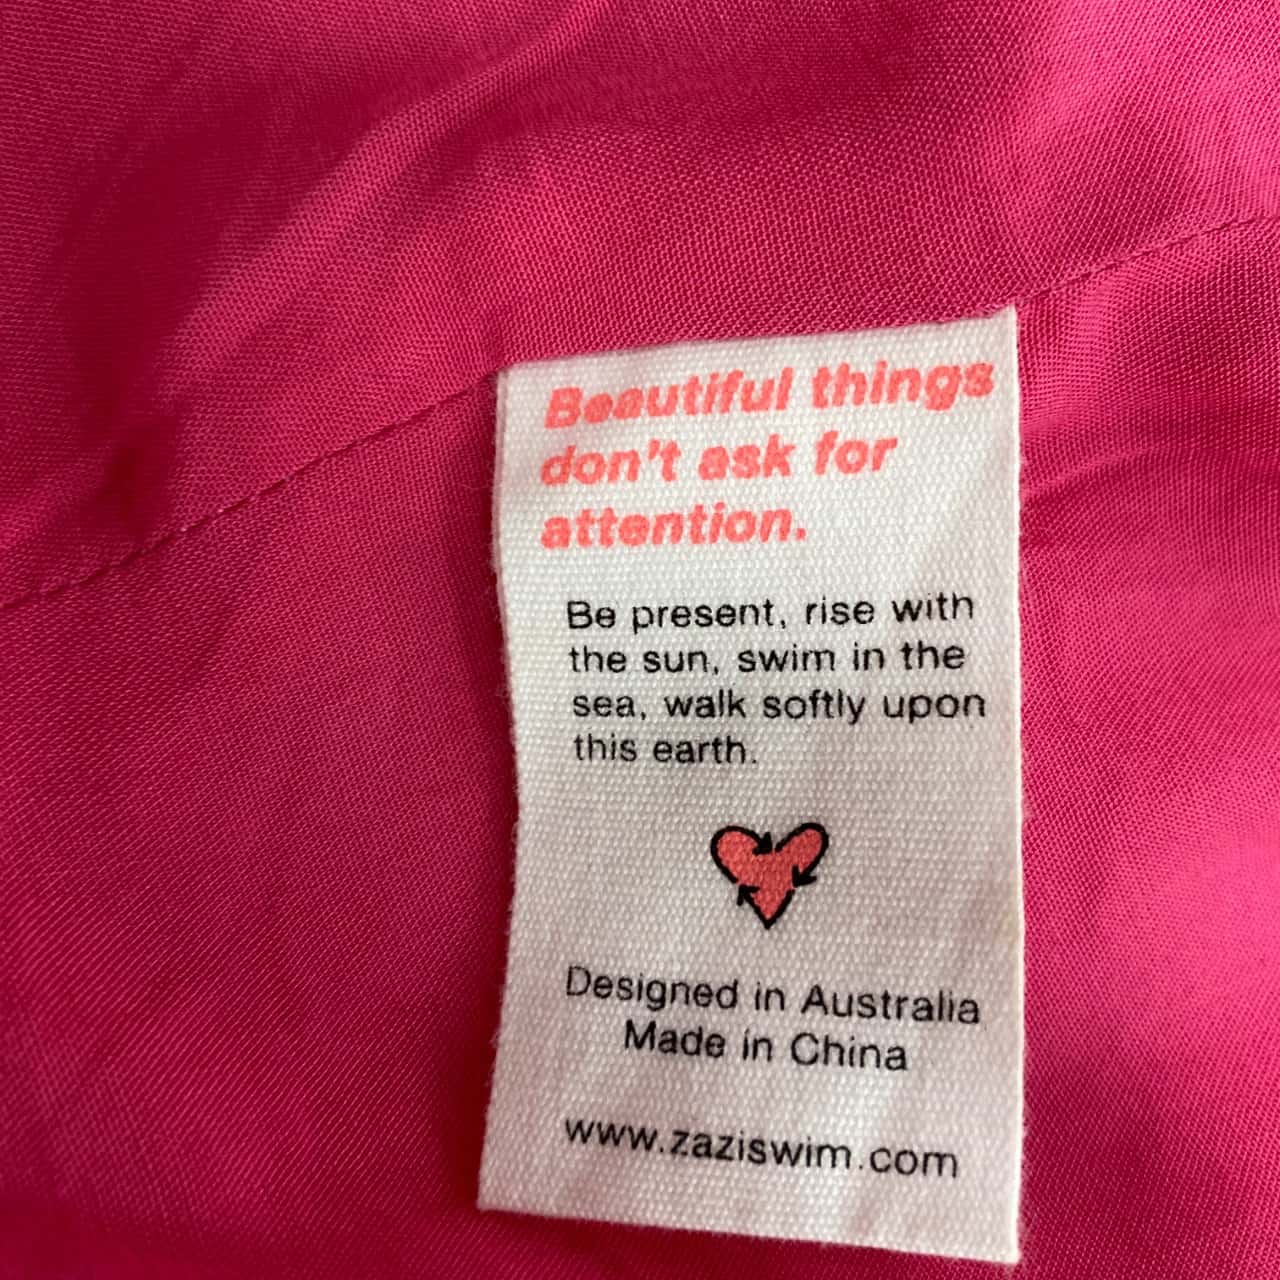 Beautiful things
don't ask for
attention.
Be present, rise with
the sun, swim in the
sea, walk softly upon
this earth.
Designed in Australia
Made in China
www.zaziswim.com